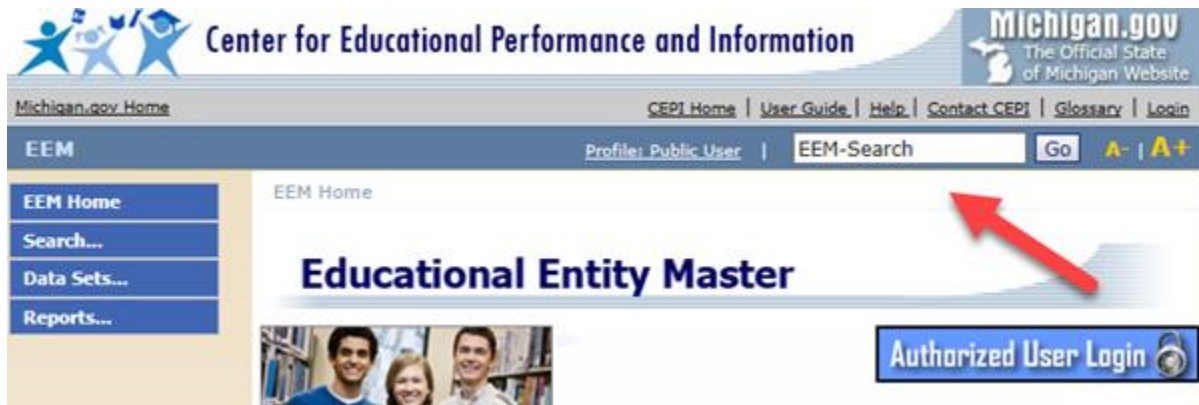 Center for Educational Performance and Information
Michigan.gov
The Official State
of Michigan Website
Michigan.gov Home
CEPI Home | User Guide | Help | Contact CEPI | Glossary | Login
EEM
Profile: Public User | EEM-Search Go A- | A+
EEM Home
Search...
Data Sets...
Reports...
EEM Home
Educational Entity Master
Authorized User Login